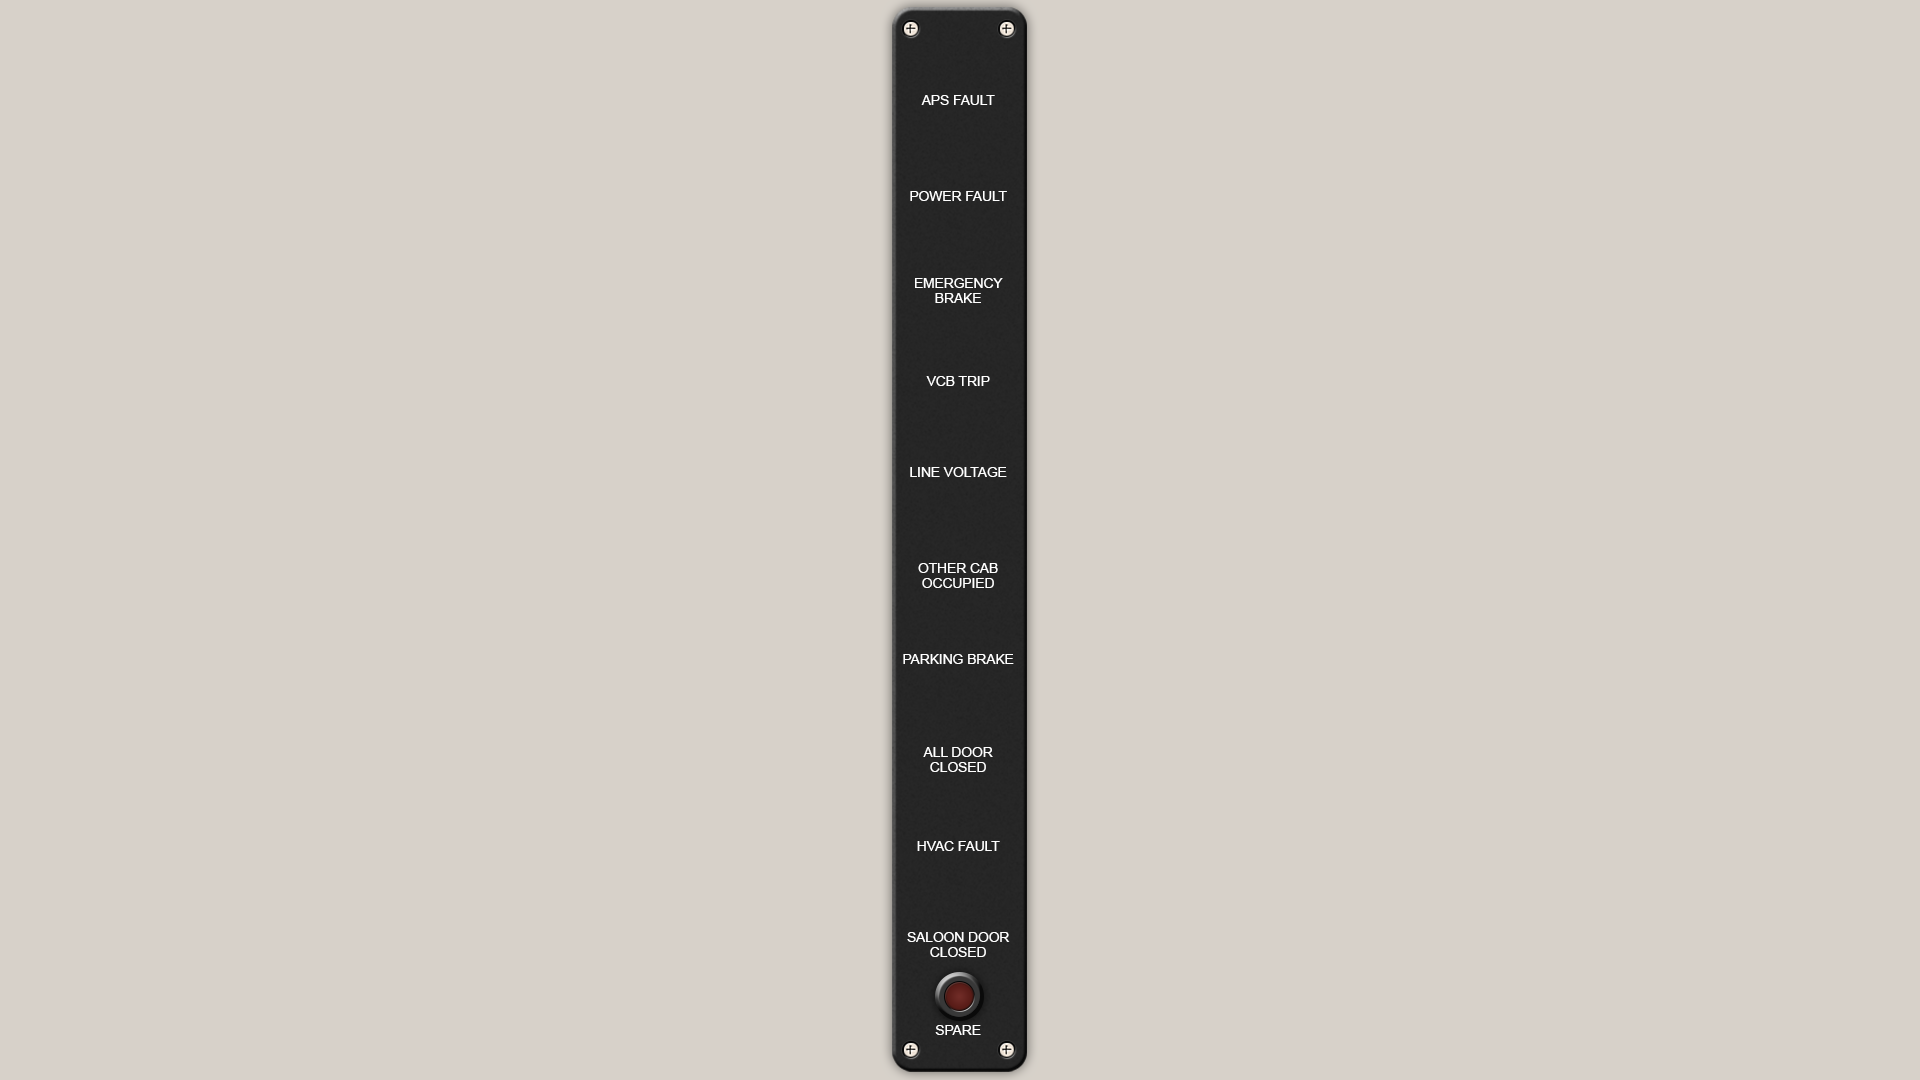 APS FAULT
POWER FAULT
EMERGENCY
BRAKE
VCB TRIP
LINE VOLTAGE
OTHER CAB
OCCUPIED
PARKING BRAKE
ALL DOOR
CLOSED
HVAC FAULT
SALOON DOOR
CLOSED
SPARE